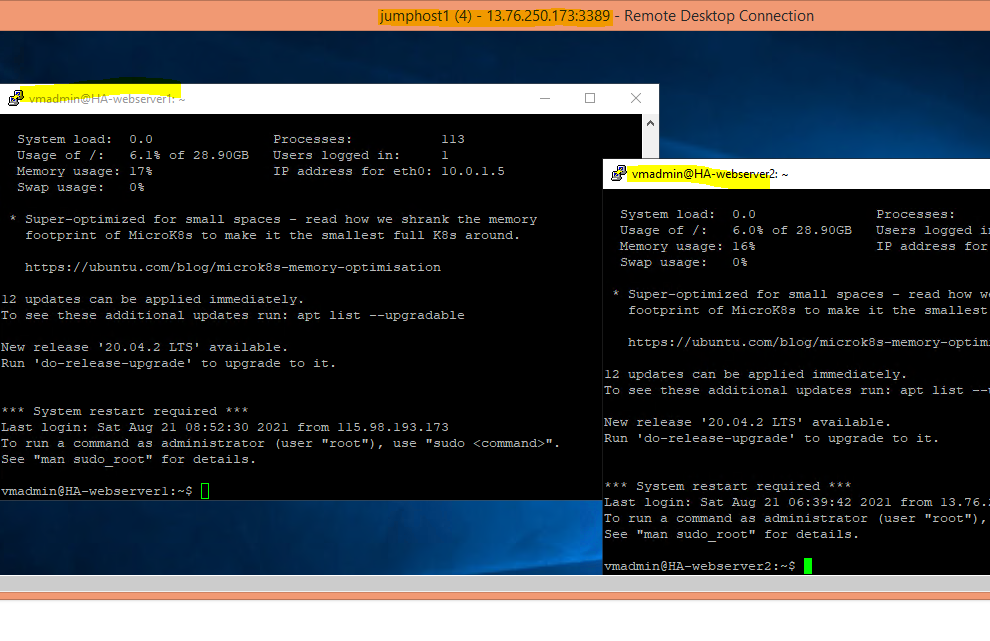 jumphost1 (4) - 13.76.250.173:3389 - Remote Desktop Connection
vmadmin@HA-webserver1: ~
System load: 0.0 Processes: 113
Usage of /: 6.1% of 28.90GB Users logged in: 1
Memory usage: 17% IP address for eth0: 10.0.1.5
Swap usage: 0%
* Super-optimized for small spaces - read how we shrank the memory
footprint of MicroK8s to make it the smallest full K8s around.
https://ubuntu.com/blog/microk8s-memory-optimisation
12 updates can be applied immediately.
To see these additional updates run: apt list --upgradable
New release '20.04.2 LTS' available.
Run 'do-release-upgrade' to upgrade to it.
*** System restart required ***
Last login: Sat Aug 21 08:52:30 2021 from 115.98.193.173
To run a command as administrator (user "root"), use "sudo <command>".
See "man sudo_root" for details.
vmadmin@HA-webserver1:~$
vmadmin@HA-webserver2: ~
System load: 0.0 Processes:
Usage of /: 6.0% of 28.90GB Users logged i
Memory usage: 16% IP address for
Swap usage: 0%
* Super-optimized for small spaces - read how w
footprint of MicroK8s to make it the smallest
https://ubuntu.com/blog/microk8s-memory-optim
12 updates can be applied immediately.
To see these additional updates run: apt list --
New release '20.04.2 LTS' available.
Run 'do-release-upgrade' to upgrade to it.
*** System restart required ***
Last login: Sat Aug 21 06:39:42 2021 from 13.76.
To run a command as administrator (user "root"),
See "man sudo_root" for details.
vmadmin@HA-webserver2:~$